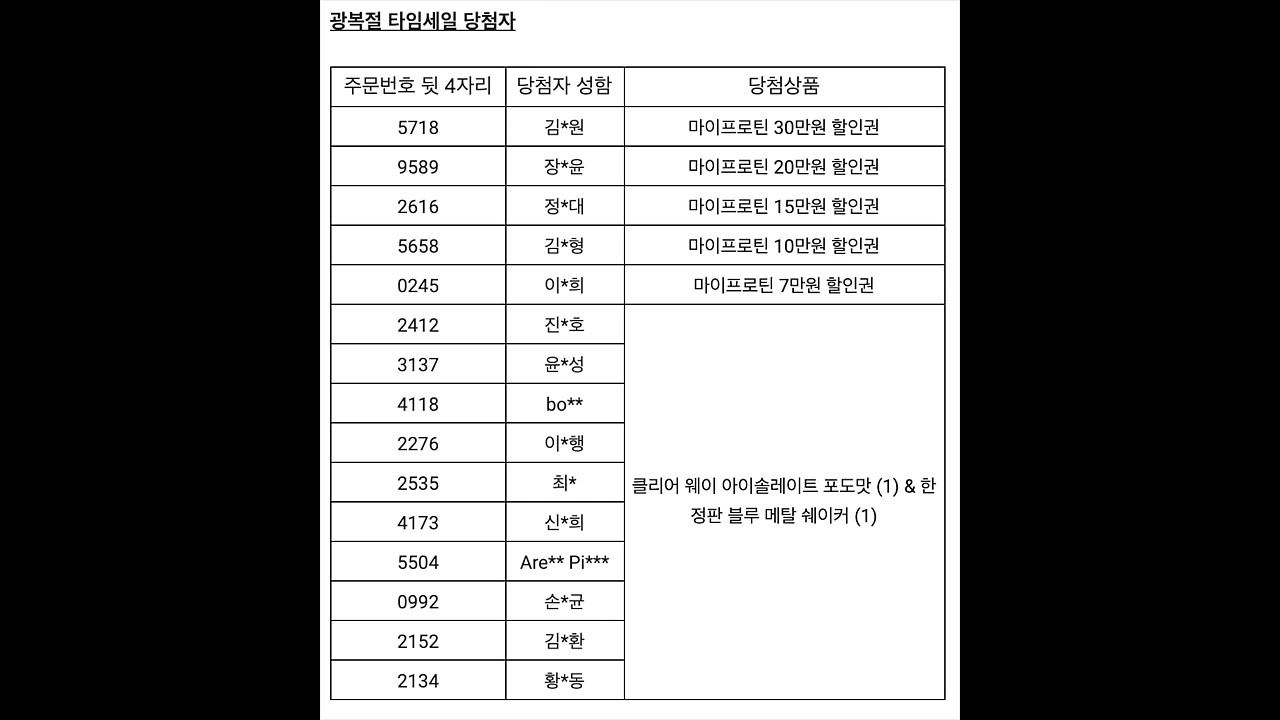 광복절 타임세일 당첨자
주문번호 뒷 4자리 당첨자 성함 당첨상품
5718 김*원 마이프로틴 30만원 할인권
9589 장*윤 마이프로틴 20만원 할인권
2616 정*대 마이프로틴 15만원 할인권
5658 김*형 마이프로틴 10만원 할인권
0245 이*희 마이프로틴 7만원 할인권
2412 진*호
3137 윤*성
4118 bo**
2276 이*행
2535 최*
4173 신*희
5504 Are** Pi***
0992 손*균
2152 김*환
2134 황*동
클리어 웨이 아이솔레이트 포도맛 (1) & 한
정판 블루 메탈 쉐이커 (1)